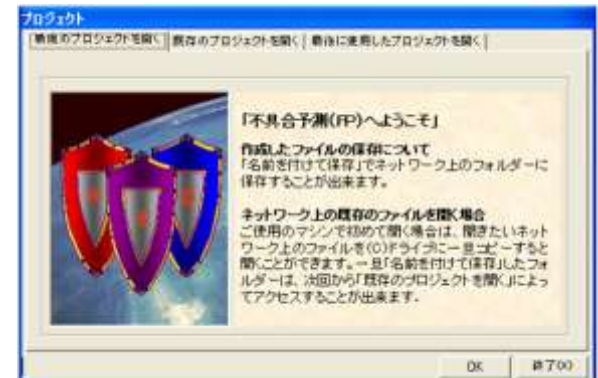 プロジェクト
最後のプロジェクトを開く
既存のプロジェクトを開く
最後に使用したプロジェクトを開く
「不具合予測(FP)へようこそ」
作成したファイルの保存について
「名前を付けて保存」でネットワーク上のフォルダーに
保存することが出来ます。
ネットワーク上の既存のファイルを開く場合
ご使用のマシンで初めて開く場合は、開きたいネット
ワーク上のファイルを(C)ドライブに一旦コピーすると
開くことができます。一旦「名前を付けて保存」したフォ
ルダーは、次回から「既存のプロジェクトを開く」によっ
てアクセスすることが出来ます.
OK
終了(X)